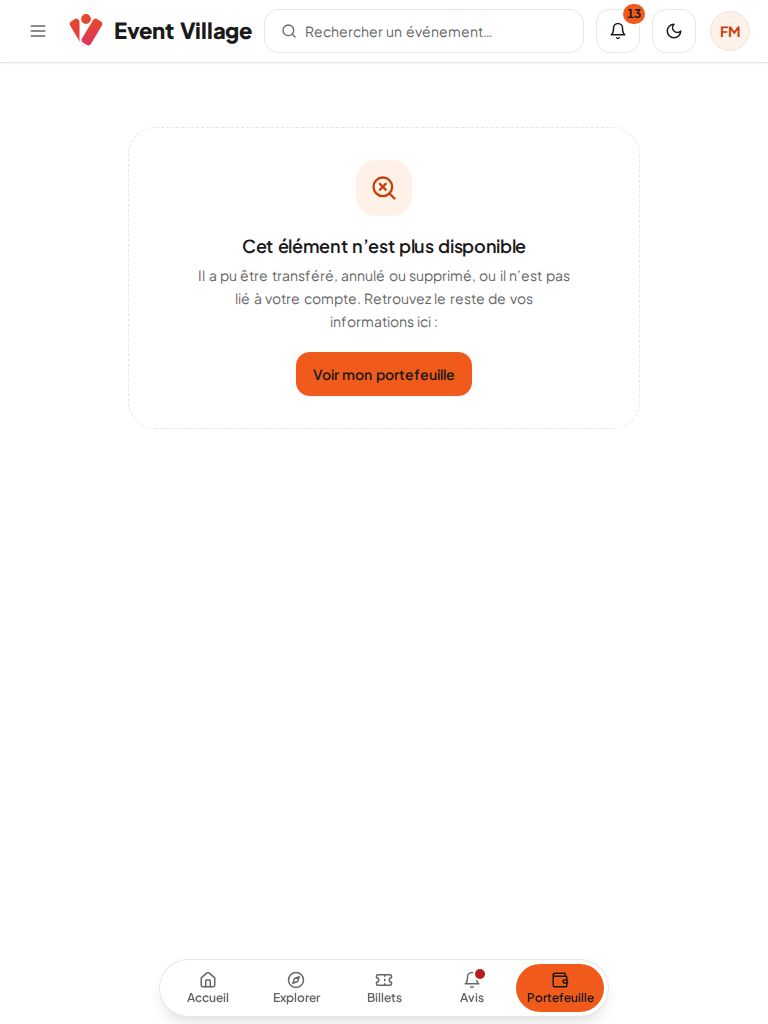 Event Village
Rechercher un événement…
13
FM
Cet élément n’est plus disponible
Il a pu être transféré, annulé ou supprimé, ou il n’est pas
lié à votre compte. Retrouvez le reste de vos
informations ici :
Voir mon portefeuille
Accueil
Explorer
Billets
Avis
Portefeuille